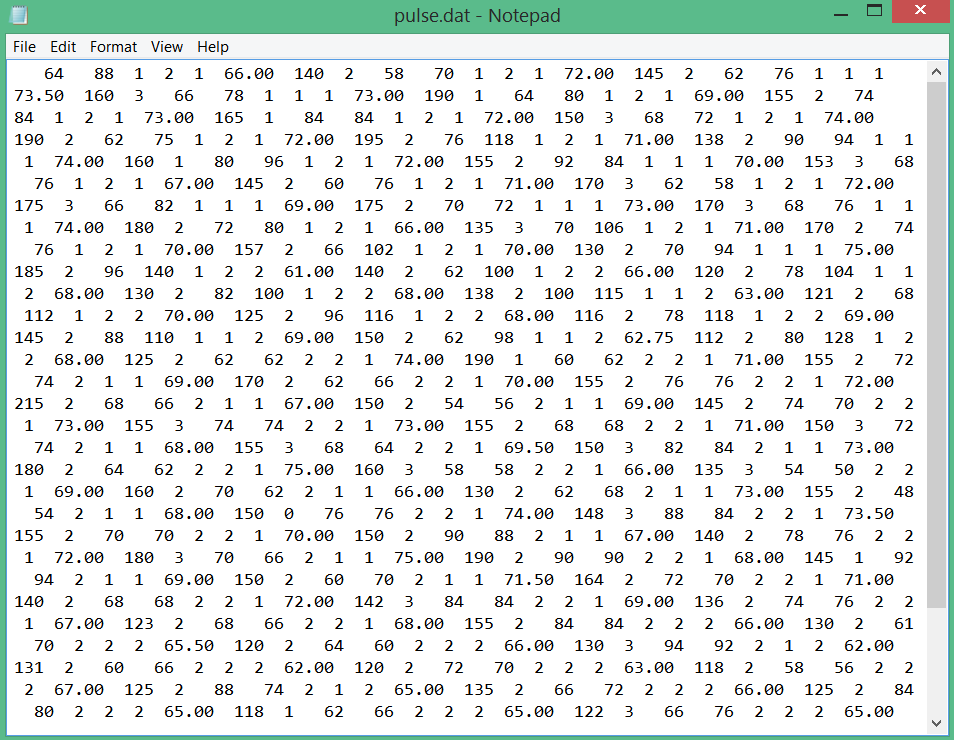 pulse.dat - Notepad
File Edit Format View Help
64 88 1 2 1 66.00 140 2 58 70 1 2 1 72.00 145 2 62 76 1 1 1
73.50 160 3 66 78 1 1 1 73.00 190 1 64 80 1 2 1 69.00 155 2 74
84 1 2 1 73.00 165 1 84 84 1 2 1 72.00 150 3 68 72 1 2 1 74.00
190 2 62 75 1 2 1 72.00 195 2 76 118 1 2 1 71.00 138 2 90 94 1 1
1 74.00 160 1 80 96 1 2 1 72.00 155 2 92 84 1 1 1 70.00 153 3 68
76 1 2 1 67.00 145 2 60 76 1 2 1 71.00 170 3 62 58 1 2 1 72.00
175 3 66 82 1 1 1 69.00 175 2 70 72 1 1 1 73.00 170 3 68 76 1 1
1 74.00 180 2 72 80 1 2 1 66.00 135 3 70 106 1 2 1 71.00 170 2 74
76 1 2 1 70.00 157 2 66 102 1 2 1 70.00 130 2 70 94 1 1 1 75.00
185 2 96 140 1 2 2 61.00 140 2 62 100 1 2 2 66.00 120 2 78 104 1 1
2 68.00 130 2 82 100 1 2 2 68.00 138 2 100 115 1 1 2 63.00 121 2 68
112 1 2 2 70.00 125 2 96 116 1 2 2 68.00 116 2 78 118 1 2 2 69.00
145 2 88 110 1 1 2 69.00 150 2 62 98 1 1 2 62.75 112 2 80 128 1 2
2 68.00 125 2 62 62 2 2 1 74.00 190 1 60 62 2 2 1 71.00 155 2 72
74 2 1 1 69.00 170 2 62 66 2 2 1 70.00 155 2 76 76 2 2 1 72.00
215 2 68 66 2 1 1 67.00 150 2 54 56 2 1 1 69.00 145 2 74 70 2 2
1 73.00 155 3 74 74 2 2 1 73.00 155 2 68 68 2 2 1 71.00 150 3 72
74 2 1 1 68.00 155 3 68 64 2 2 1 69.50 150 3 82 84 2 1 1 73.00
180 2 64 62 2 2 1 75.00 160 3 58 58 2 2 1 66.00 135 3 54 50 2 2
1 69.00 160 2 70 62 2 1 1 66.00 130 2 62 68 2 1 1 73.00 155 2 48
54 2 1 1 68.00 150 0 76 76 2 2 1 74.00 148 3 88 84 2 2 1 73.50
155 2 70 70 2 2 1 70.00 150 2 90 88 2 1 1 67.00 140 2 78 76 2 2
1 72.00 180 3 70 66 2 1 1 75.00 190 2 90 90 2 2 1 68.00 145 1 92
94 2 1 1 69.00 150 2 60 70 2 1 1 71.50 164 2 72 70 2 2 1 71.00
140 2 68 68 2 2 1 72.00 142 3 84 84 2 2 1 69.00 136 2 74 76 2 2
1 67.00 123 2 68 66 2 2 1 68.00 155 2 84 84 2 2 2 66.00 130 2 61
70 2 2 2 65.50 120 2 64 60 2 2 2 66.00 130 3 94 92 2 1 2 62.00
131 2 60 66 2 2 2 62.00 120 2 72 70 2 2 2 63.00 118 2 58 56 2 2
2 67.00 125 2 88 74 2 1 2 65.00 135 2 66 72 2 2 2 66.00 125 2 84
80 2 2 2 65.00 118 1 62 66 2 2 2 65.00 122 3 66 76 2 2 2 65.00